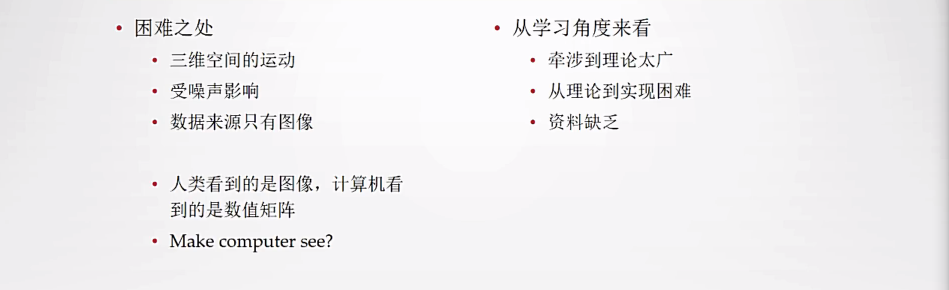 困难之处
三维空间的运动
受噪声影响
数据来源只有图像
人类看到的是图像，计算机看
到的是数值矩阵
Make computer see?
从学习角度来看
牵涉到理论太广
从理论到实现困难
资料缺乏